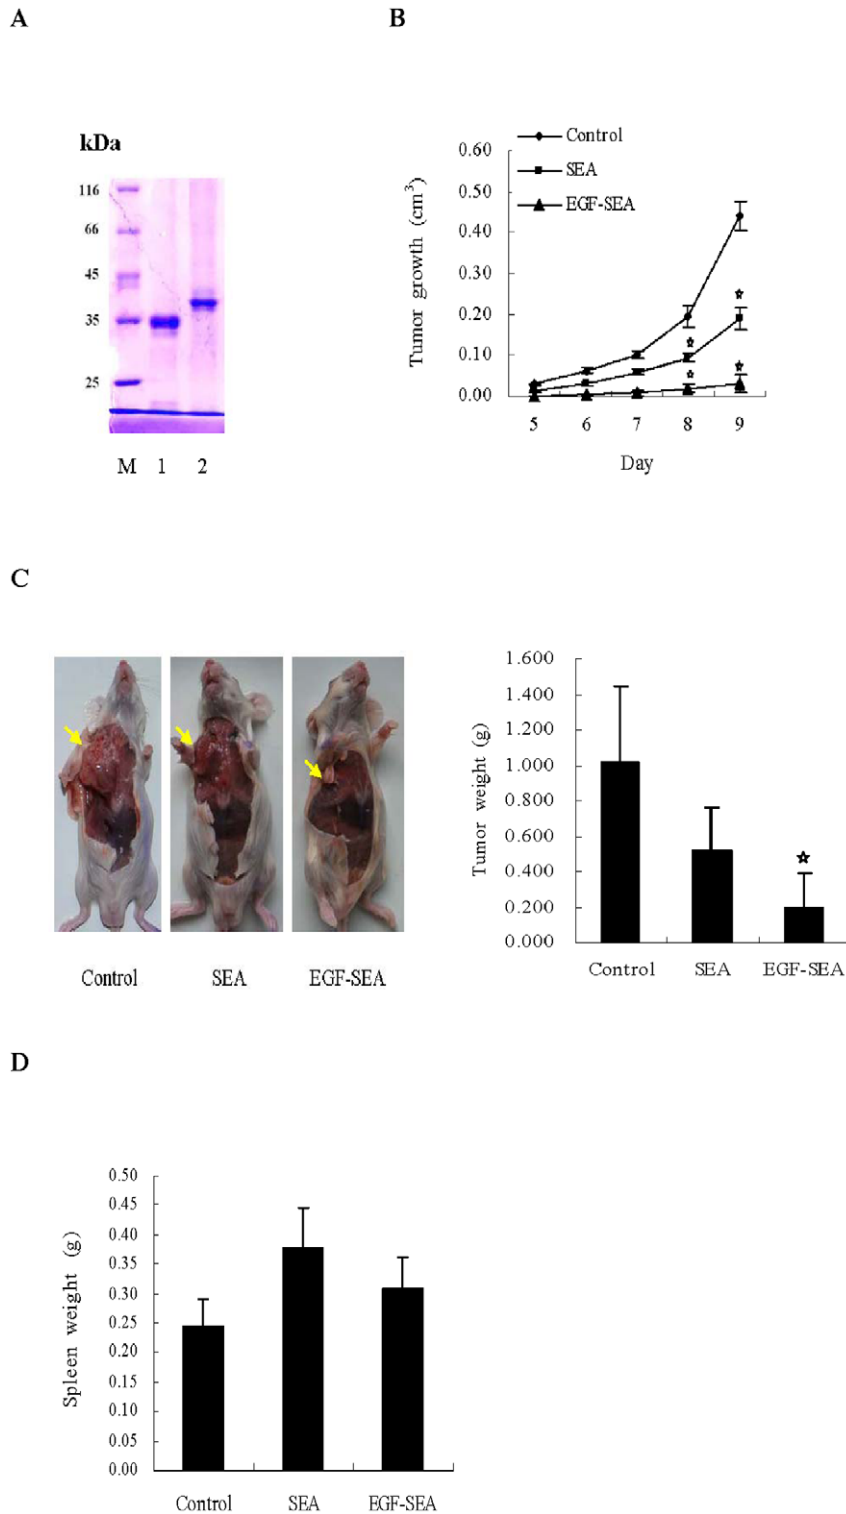 A
B
kDa
116
66
45
35
25
M 1 2
Control
SEA
EGF-SEA
Tumor growth (cm³)
0.60
0.50
0.40
0.30
0.20
0.10
0.00
5 6 7 8 9
Day
C
Control SEA EGF-SEA
Tumor weight (g)
1.600
1.400
1.200
1.000
0.800
0.600
0.400
0.200
0.000
Control SEA EGF-SEA
D
Spleen weight (g)
0.50
0.45
0.40
0.35
0.30
0.25
0.20
0.15
0.10
0.05
0.00
Control SEA EGF-SEA